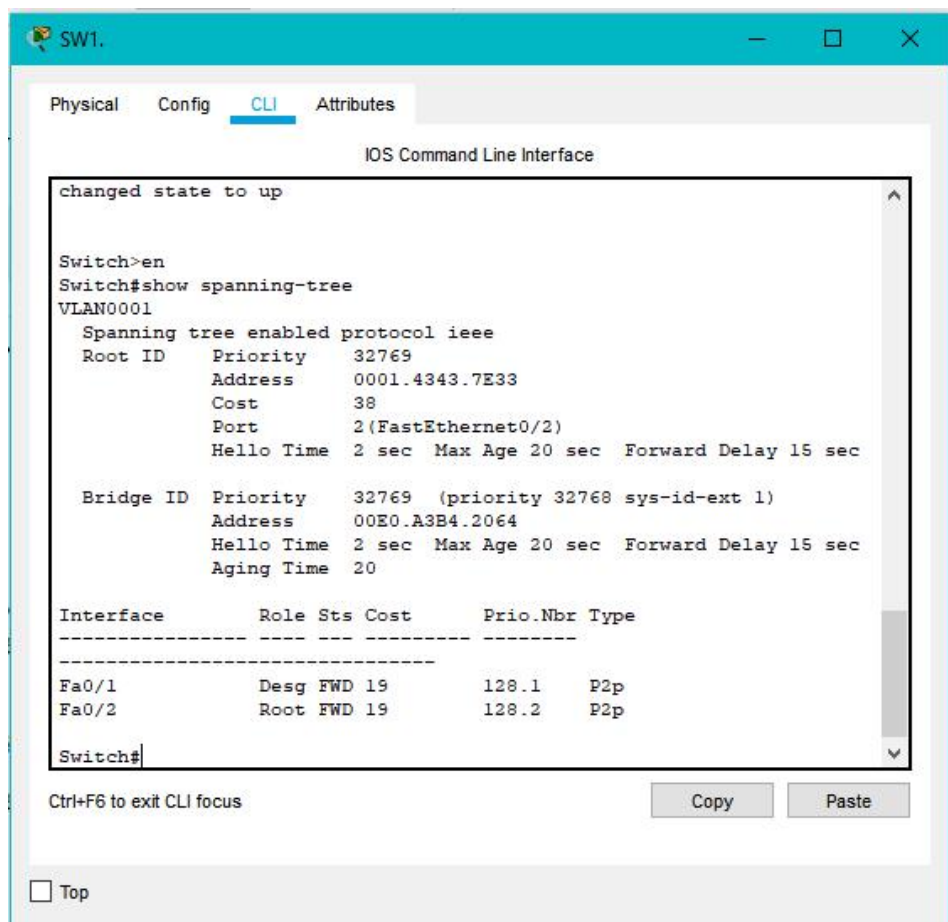 SW1.
Physical Config CLI Attributes
IOS Command Line Interface
changed state to up
Switch>en
Switch#show spanning-tree
VLAN0001
  Spanning tree enabled protocol ieee
  Root ID    Priority    32769
             Address     0001.4343.7E33
             Cost        38
             Port        2(FastEthernet0/2)
             Hello Time  2 sec  Max Age 20 sec  Forward Delay 15 sec
  Bridge ID  Priority    32769  (priority 32768 sys-id-ext 1)
             Address     00E0.A3B4.2064
             Hello Time  2 sec  Max Age 20 sec  Forward Delay 15 sec
             Aging Time  20
Interface        Role Sts Cost      Prio.Nbr Type
---------------- ---- --- --------- --------
--------------------------------
Fa0/1            Desg FWD 19        128.1    P2p
Fa0/2            Root FWD 19        128.2    P2p
Switch#
Ctrl+F6 to exit CLI focus
Copy Paste
Top